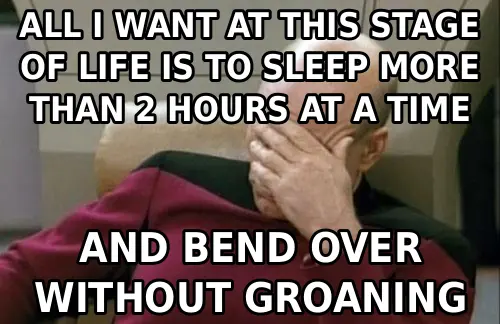 ALL I WANT AT THIS STAGE
OF LIFE IS TO SLEEP MORE
THAN 2 HOURS AT A TIME
AND BEND OVER
WITHOUT GROANING